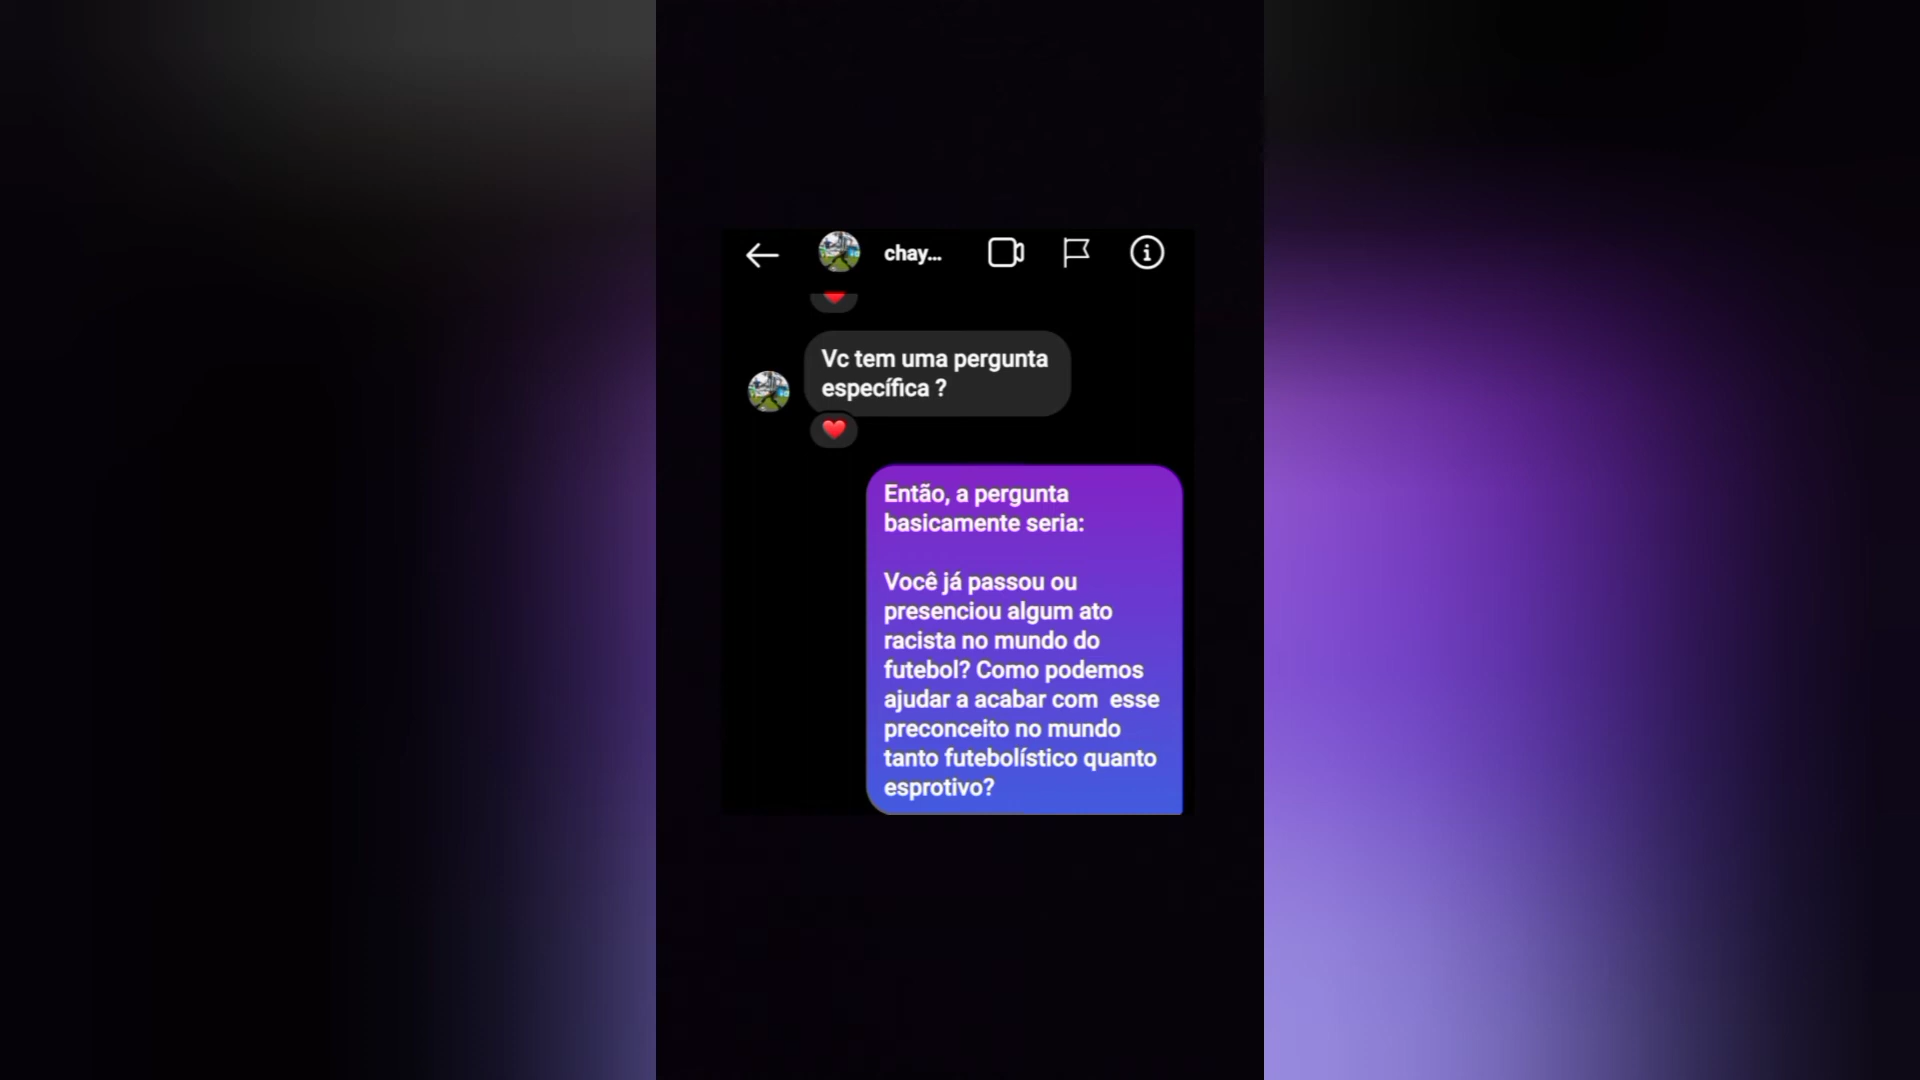 chay...
Vc tem uma pergunta
específica ?
Então, a pergunta
basicamente seria:
Você já passou ou
presenciou algum ato
racista no mundo do
futebol? Como podemos
ajudar a acabar com  esse
preconceito no mundo
tanto futebolístico quanto
esprotivo?